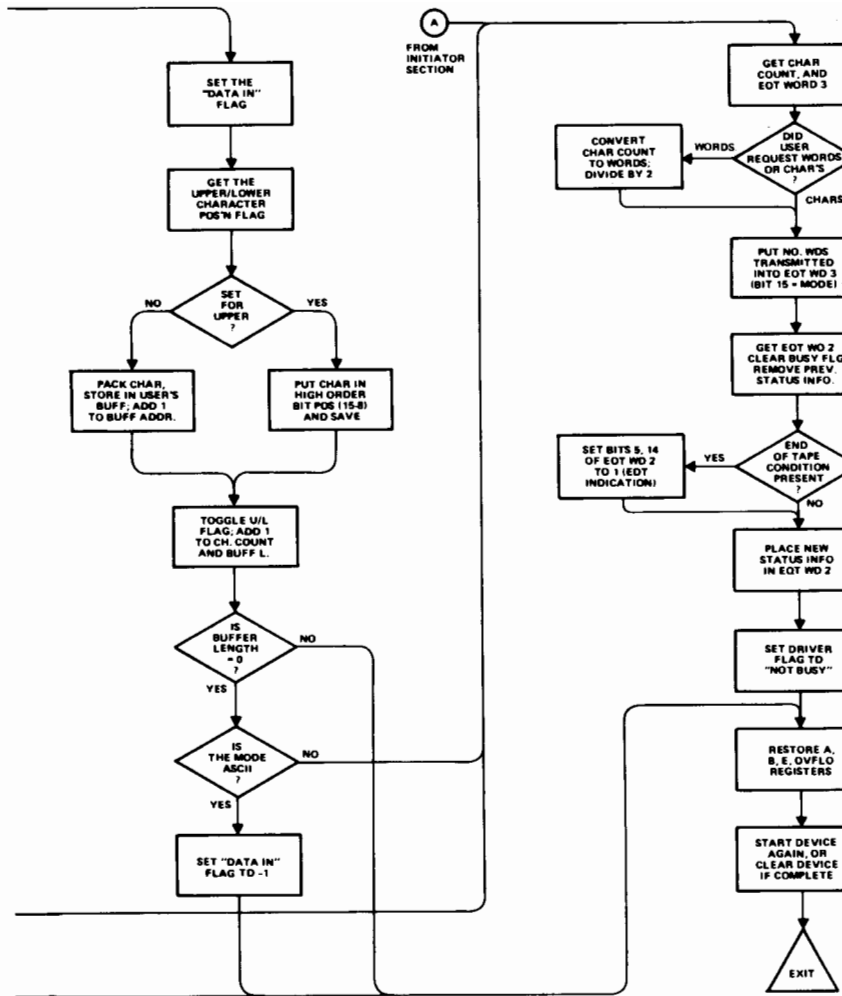 SET THE
"DATA IN"
FLAG
GET THE
UPPER/LOWER
CHARACTER
POS'N FLAG
SET
FOR
UPPER
?
NO
YES
PACK CHAR,
STORE IN USER'S
BUFF; ADD 1
TO BUFF ADDR.
PUT CHAR IN
HIGH ORDER
BIT POS (15-8)
AND SAVE
TOGGLE U/L
FLAG; ADD 1
TO CH. COUNT
AND BUFF L.
IS
BUFFER
LENGTH
= 0
?
NO
YES
IS
THE MODE
ASCII
?
NO
YES
SET "DATA IN"
FLAG TO -1
A
FROM
INITIATOR
SECTION
GET CHAR
COUNT, AND
EOT WORD 3
DID
USER
REQUEST WORDS
OR CHAR'S
?
WORDS
CHARS
CONVERT
CHAR COUNT
TO WORDS;
DIVIDE BY 2
PUT NO. WDS
TRANSMITTED
INTO EOT WD 3
(BIT 15 = MODE)
GET EOT WD 2
CLEAR BUSY FLG
REMOVE PREV.
STATUS INFO.
END
OF TAPE
CONDITION
PRESENT
?
YES
NO
SET BITS 5, 14
OF EOT WD 2
TO 1 (EDT
INDICATION)
PLACE NEW
STATUS INFO
IN EQT WD 2
SET DRIVER
FLAG TO
"NOT BUSY"
RESTORE A,
B, E, OVFLO
REGISTERS
START DEVICE
AGAIN, OR
CLEAR DEVICE
IF COMPLETE
EXIT